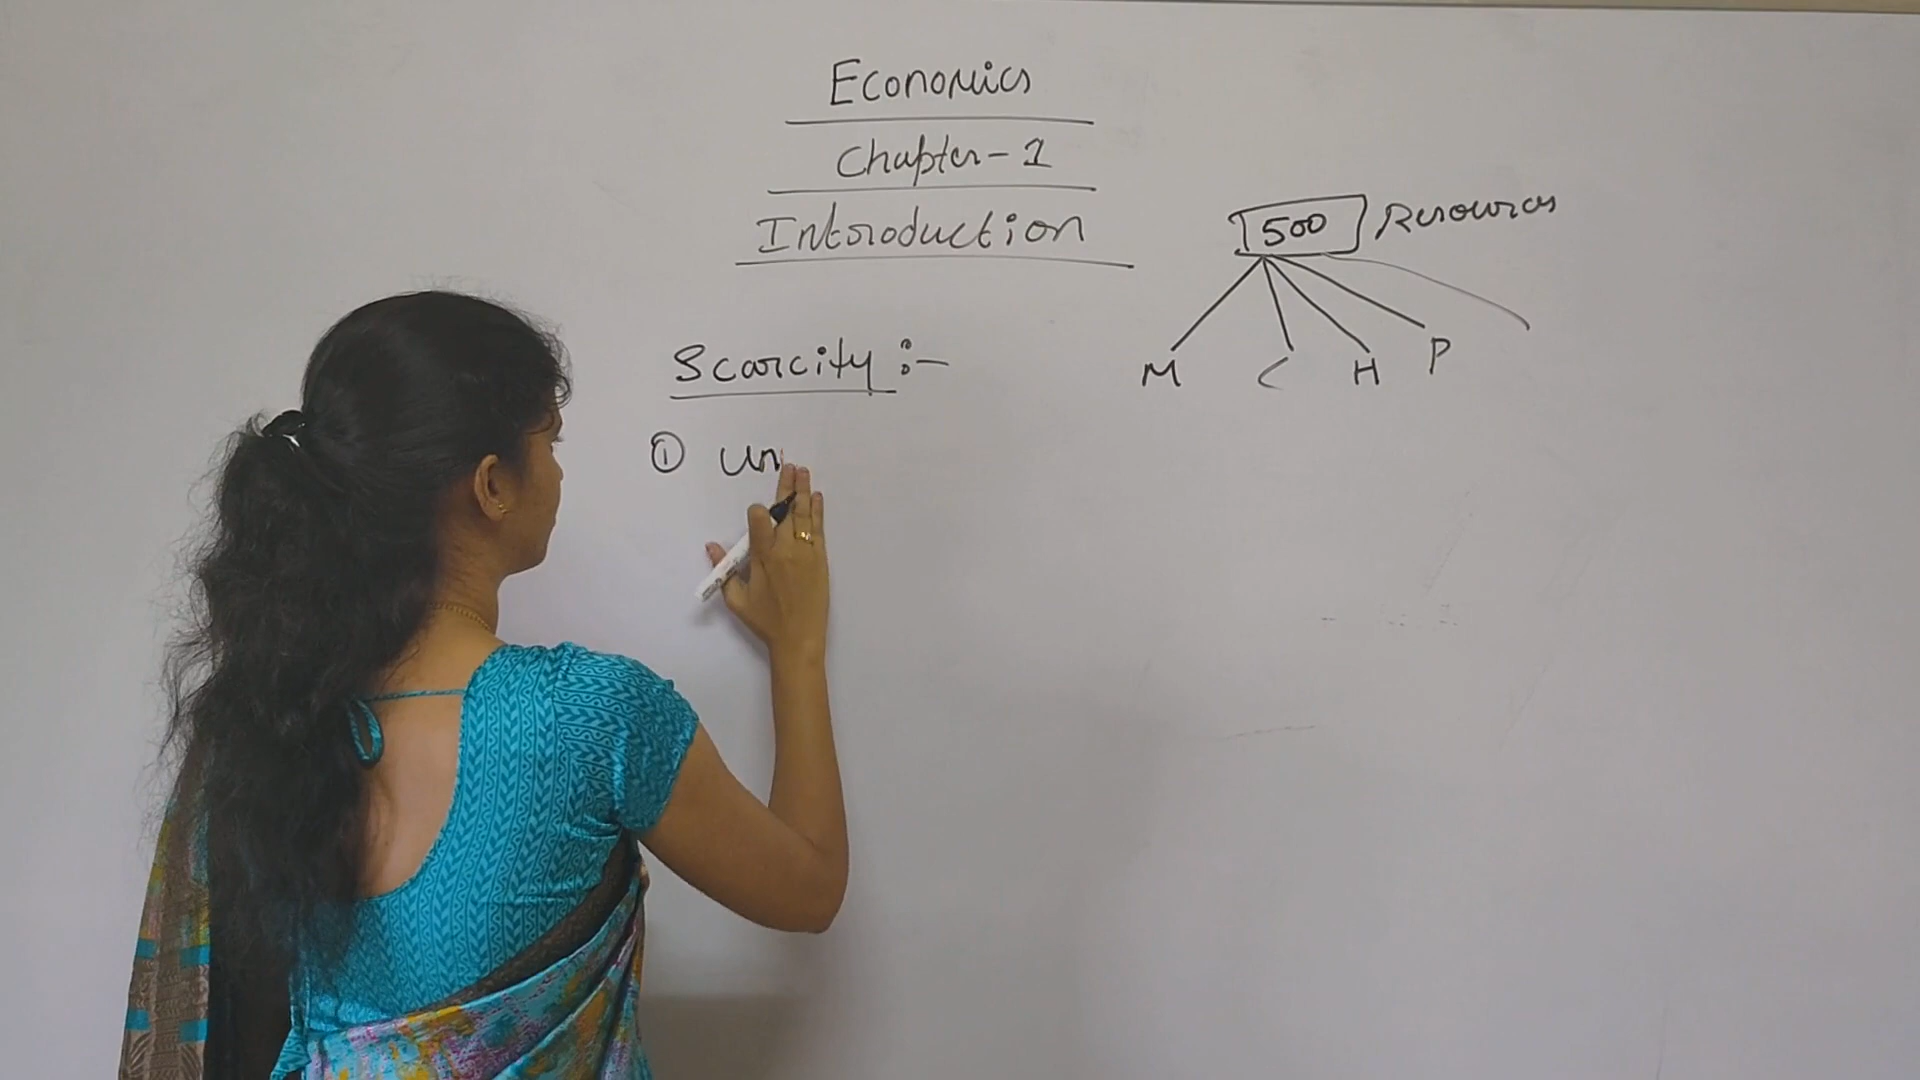 Economics
Chapter-1
Introduction
500 Resources
M C H P
Scarcity :-
① Un